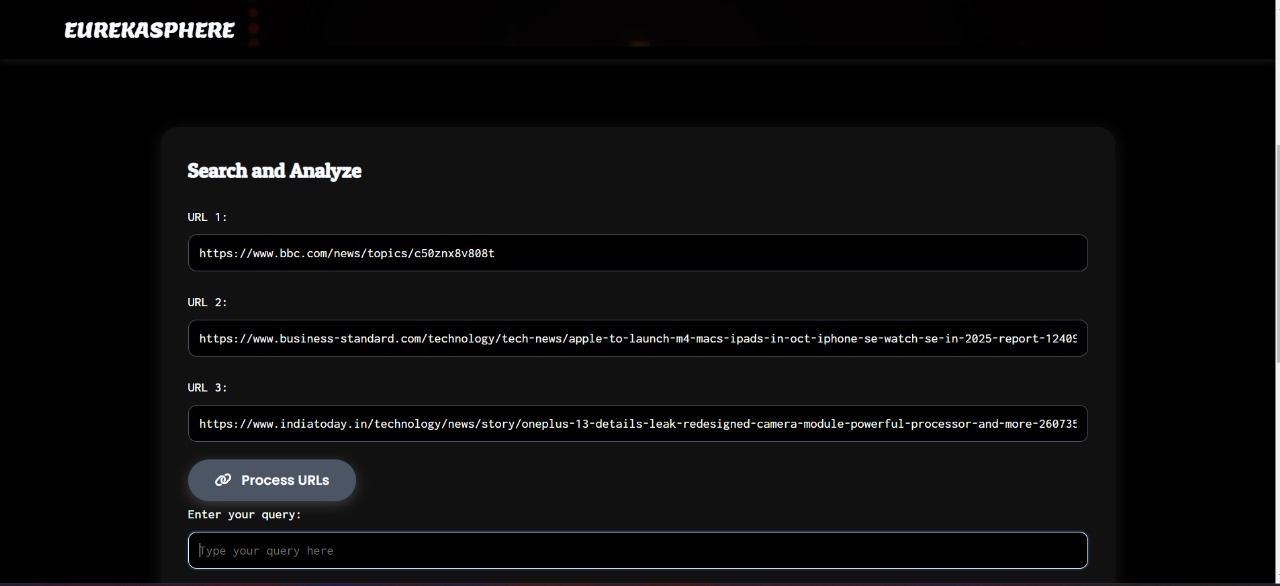 EUREKASPHERE
Search and Analyze
URL 1:
https://www.bbc.com/news/topics/c50znx8v808t
URL 2:
https://www.business-standard.com/technology/tech-news/apple-to-launch-m4-macs-ipads-in-oct-iphone-se-watch-se-in-2025-report-12409
URL 3:
https://www.indiatoday.in/technology/news/story/oneplus-13-details-leak-redesigned-camera-module-powerful-processor-and-more-260735
Process URLs
Enter your query:
Type your query here